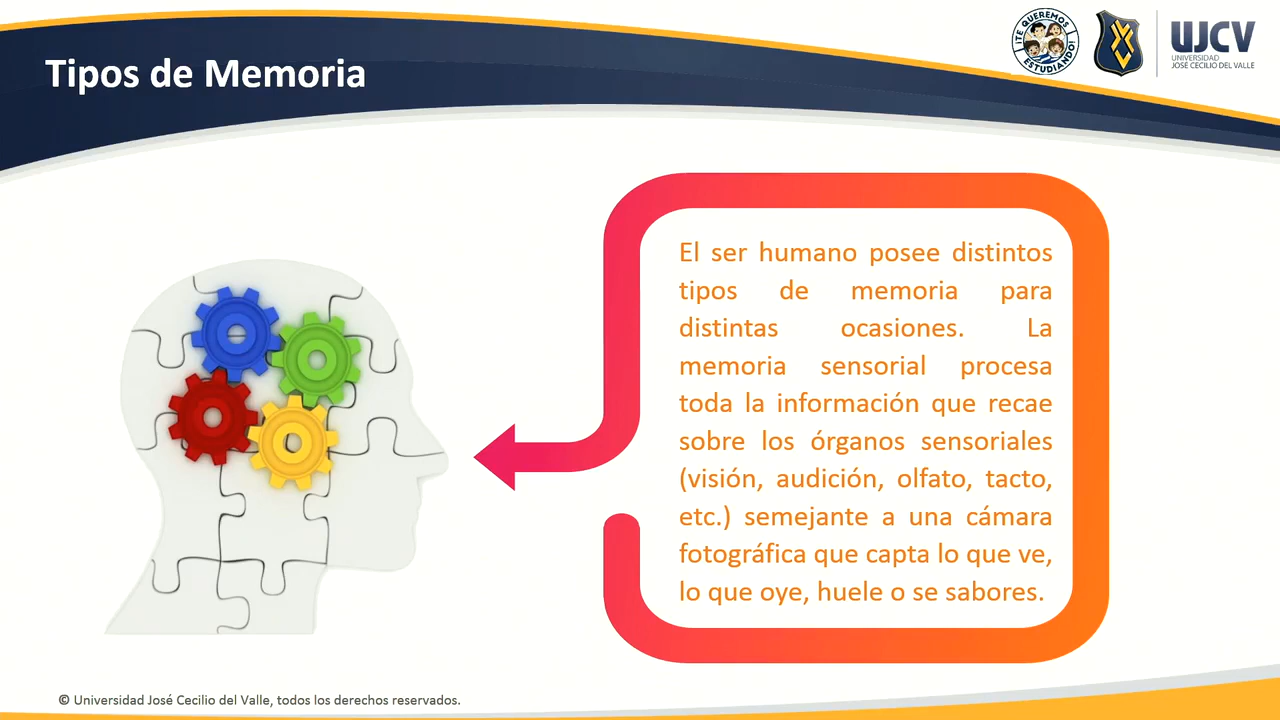 Tipos de Memoria
¡TE QUEREMOS
ESTUDIANDO!
UJCV
UNIVERSIDAD
JOSÉ CECILIO DEL VALLE
El ser humano posee distintos
tipos de memoria para
distintas ocasiones. La
memoria sensorial procesa
toda la información que recae
sobre los órganos sensoriales
(visión, audición, olfato, tacto,
etc.) semejante a una cámara
fotográfica que capta lo que ve,
lo que oye, huele o se sabores.
© Universidad José Cecilio del Valle, todos los derechos reservados.